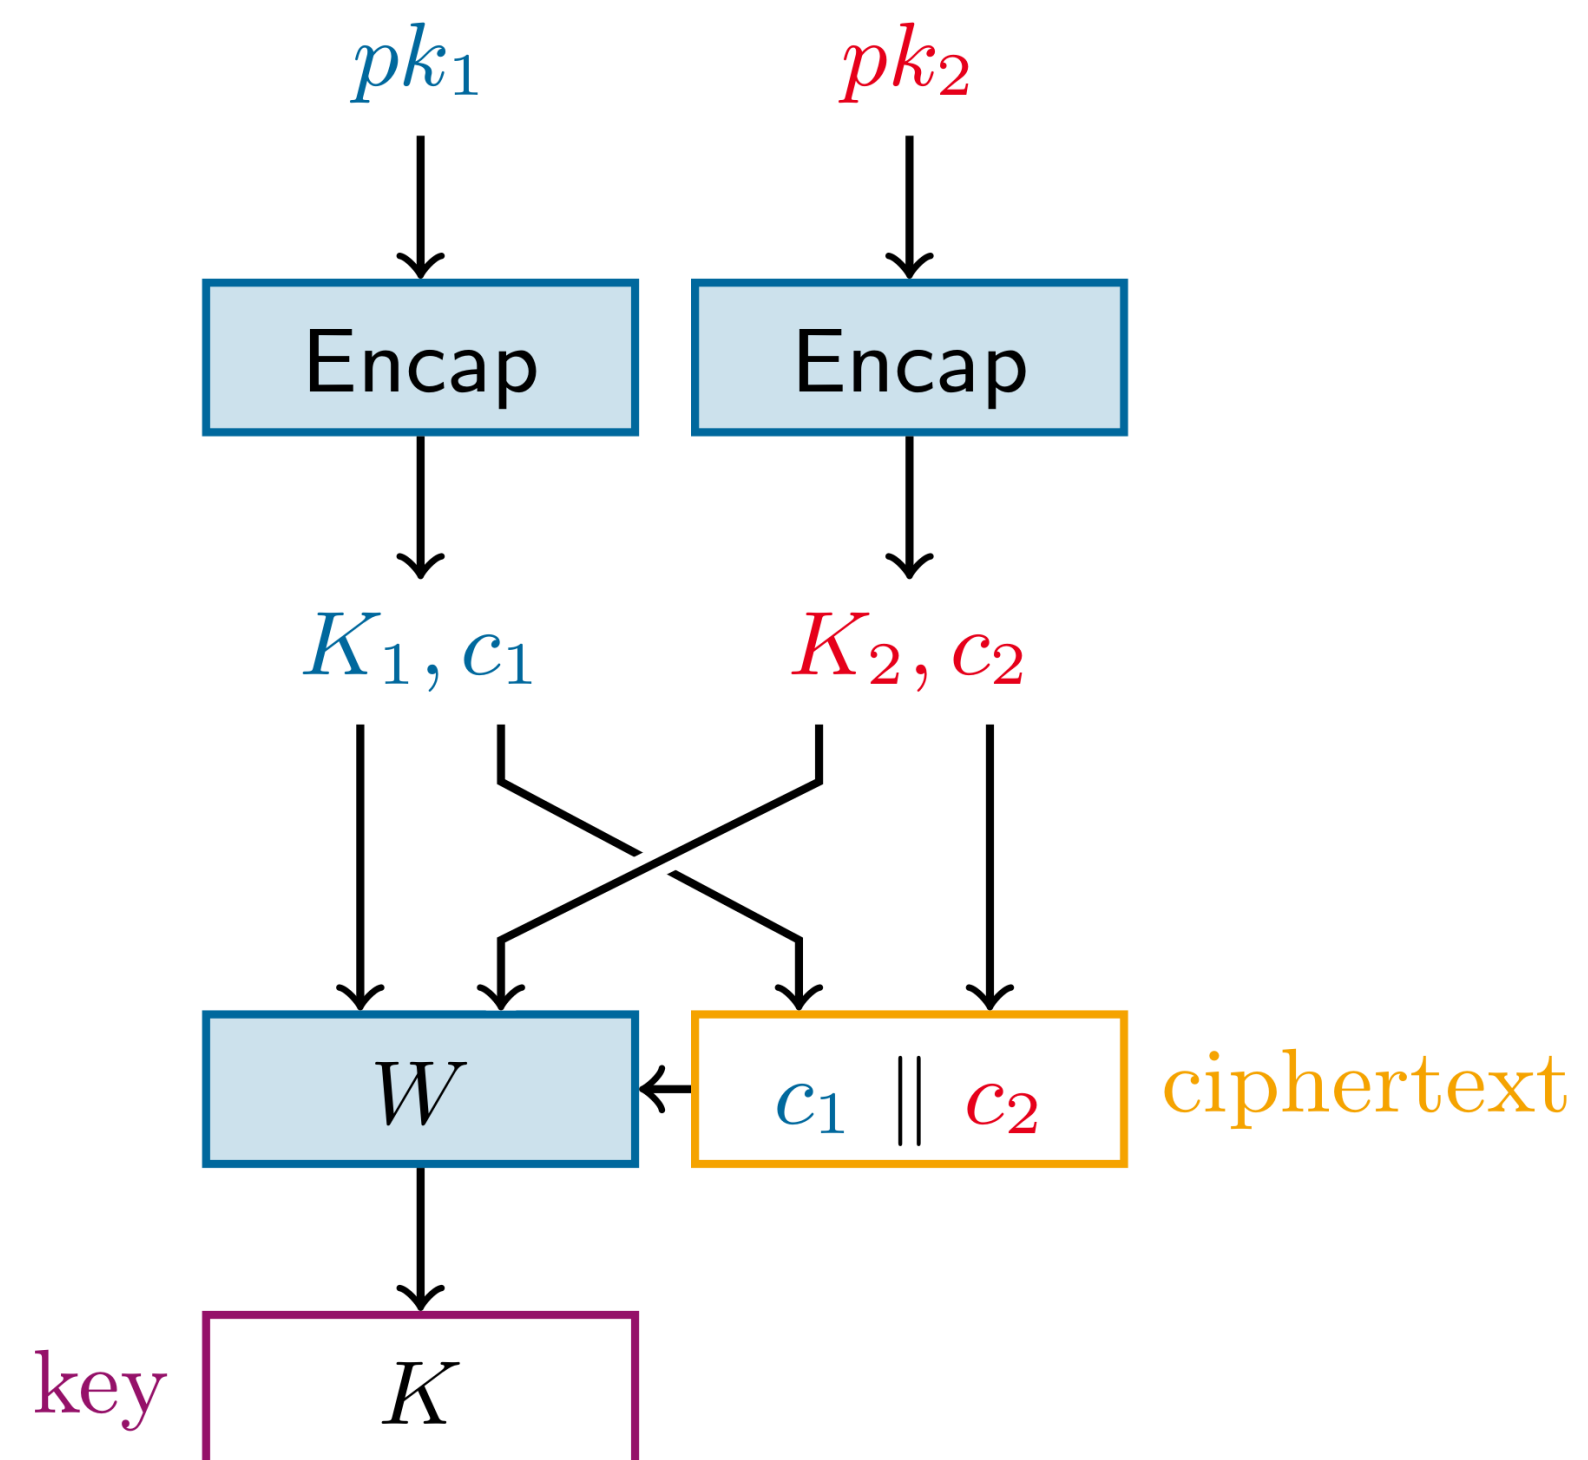 pk₁ pk₂
Encap Encap
K₁, c₁ K₂, c₂
W c₁ ∥ c₂ ciphertext
key K